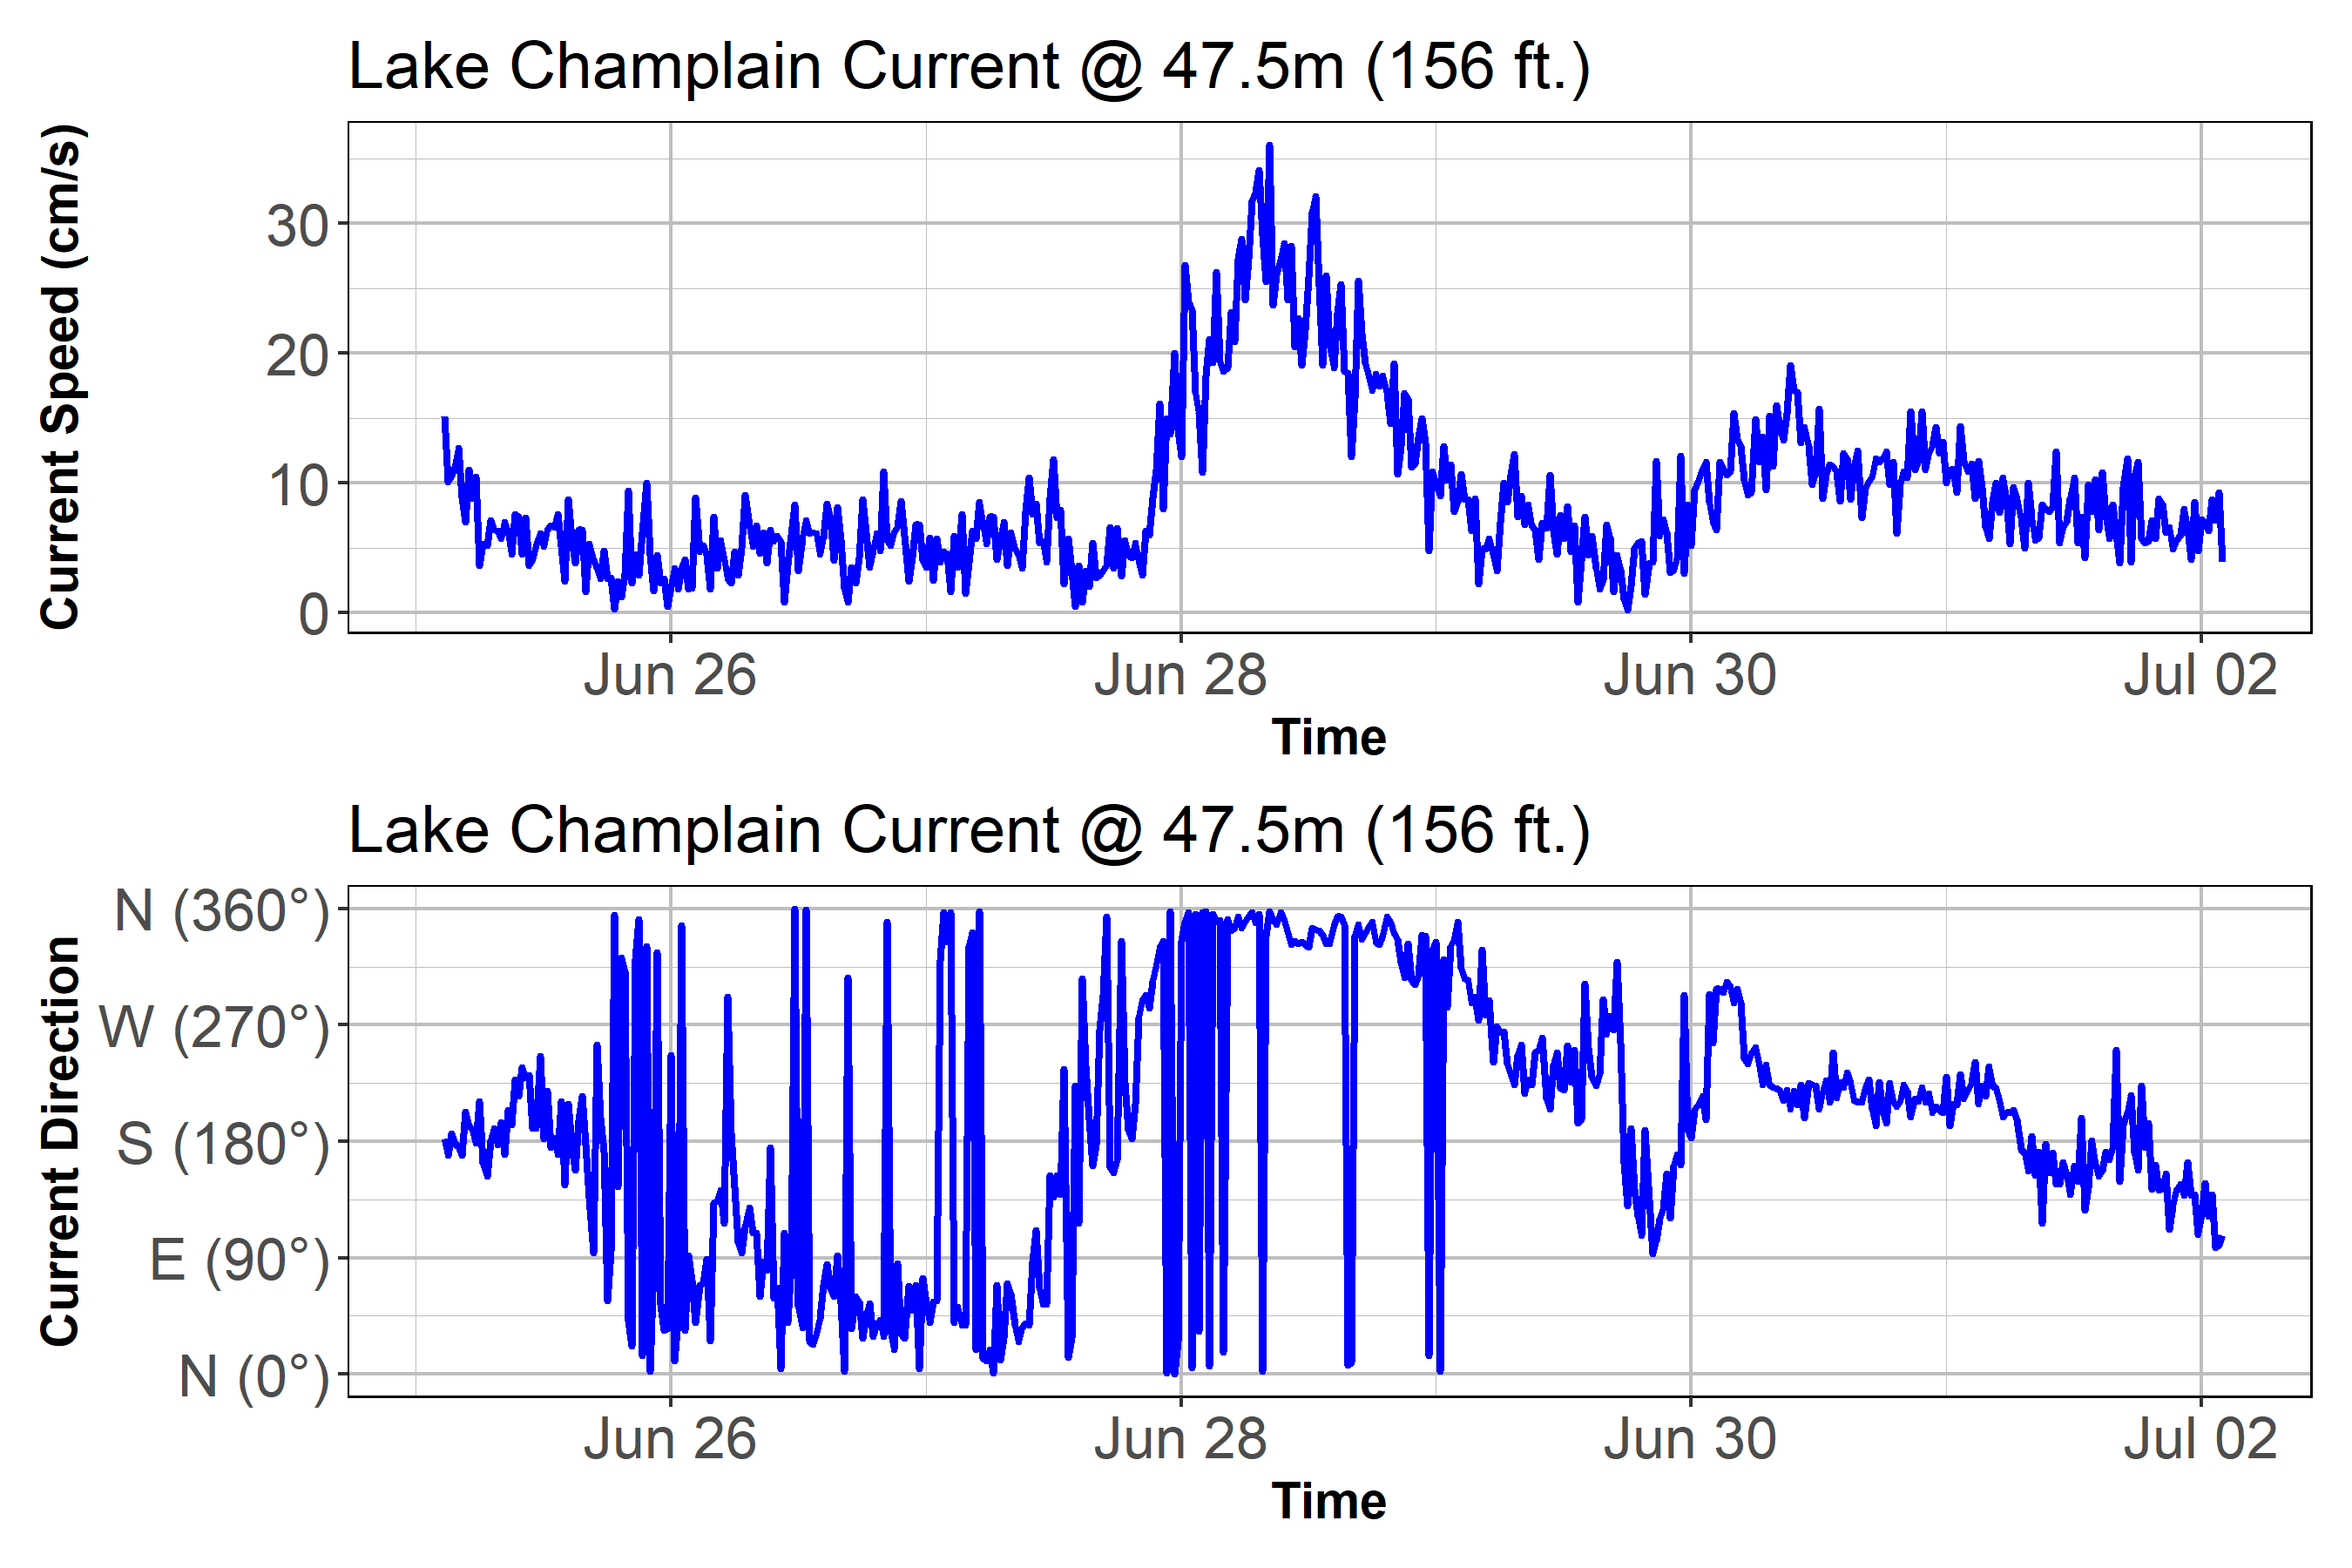 Lake Champlain Current @ 47.5m (156 ft.)
Current Speed (cm/s)
30
20
10
0
Jun 26 Jun 28 Jun 30 Jul 02
Time
Lake Champlain Current @ 47.5m (156 ft.)
Current Direction
N (360°)
W (270°)
S (180°)
E (90°)
N (0°)
Jun 26 Jun 28 Jun 30 Jul 02
Time